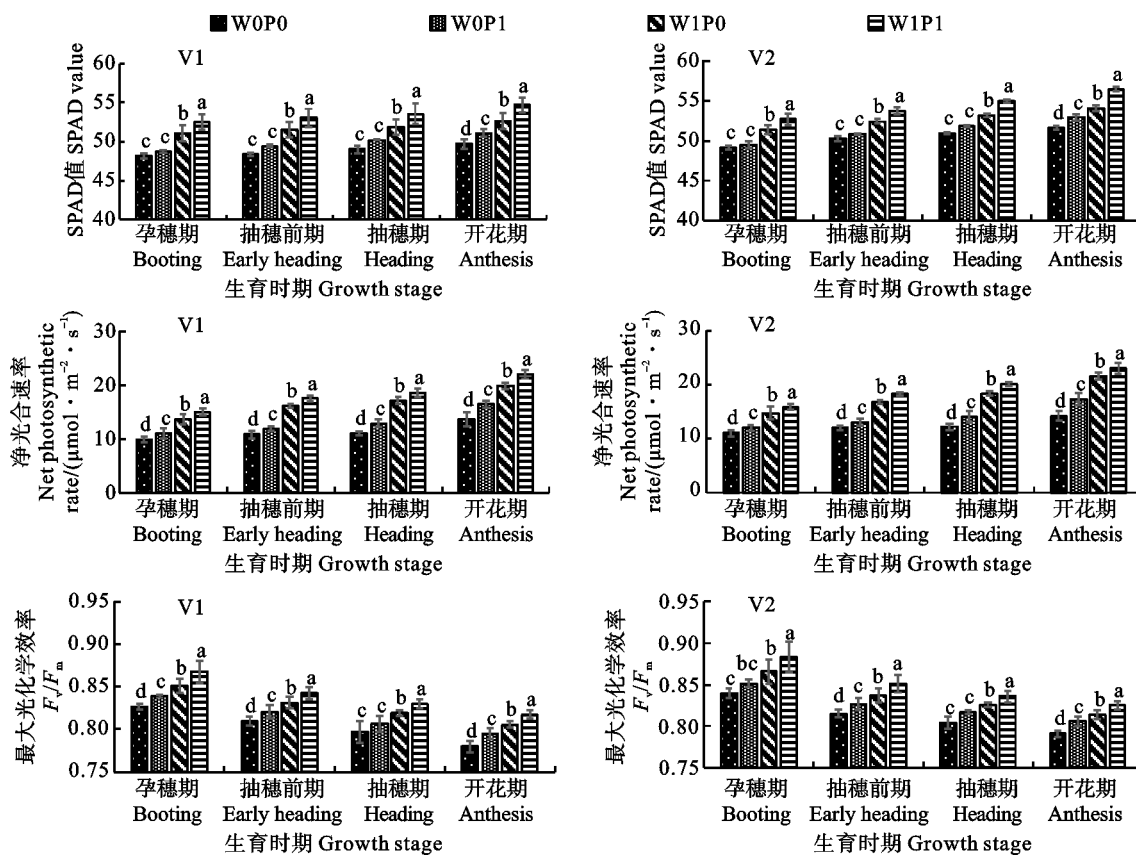 W0P0 W0P1 W1P0 W1P1
V1
SPAD值 SPAD value
60
55
50
45
40
c c b a
c c b a
c c b a
d c b a
孕穗期 抽穗前期 抽穗期 开花期
Booting Early heading Heading Anthesis
生育时期 Growth stage
V2
SPAD值 SPAD value
60
55
50
45
40
c c b a
c c b a
c c b a
d c b a
孕穗期 抽穗前期 抽穗期 开花期
Booting Early heading Heading Anthesis
生育时期 Growth stage
V1
净光合速率
Net photosynthetic
rate/(μmol·m⁻²·s⁻¹)
30
20
10
0
d c b a
d c b a
d c b a
d c b a
孕穗期 抽穗前期 抽穗期 开花期
Booting Early heading Heading Anthesis
生育时期 Growth stage
V2
净光合速率
Net photosynthetic
rate/(μmol·m⁻²·s⁻¹)
30
20
10
0
d c b a
d c b a
d c b a
d c b a
孕穗期 抽穗前期 抽穗期 开花期
Booting Early heading Heading Anthesis
生育时期 Growth stage
V1
最大光化学效率
Fv/Fm
0.95
0.90
0.85
0.80
0.75
d c b a
d c b a
d c b a
d c b a
孕穗期 抽穗前期 抽穗期 开花期
Booting Early heading Heading Anthesis
生育时期 Growth stage
V2
最大光化学效率
Fv/Fm
0.95
0.90
0.85
0.80
0.75
c bc b a
d c b a
d c b a
d c b a
孕穗期 抽穗前期 抽穗期 开花期
Booting Early heading Heading Anthesis
生育时期 Growth stage